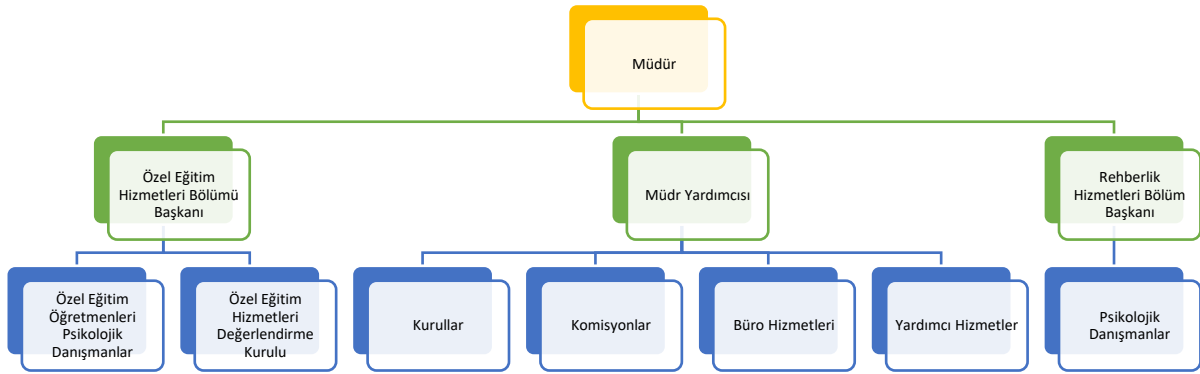 Müdür
Özel Eğitim
Hizmetleri Bölümü
Başkanı
Müdr Yardımcısı
Rehberlik
Hizmetleri Bölüm
Başkanı
Özel Eğitim
Öğretmenleri
Psikolojik
Danışmanlar
Özel Eğitim
Hizmetleri
Değerlendirme
Kurulu
Kurullar
Komisyonlar
Büro Hizmetleri
Yardımcı Hizmetler
Psikolojik
Danışmanlar